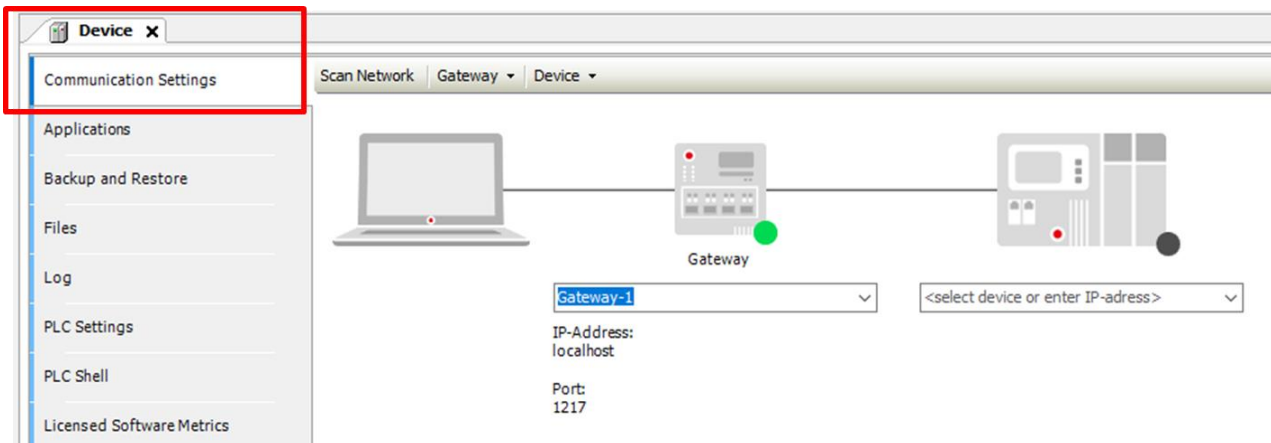 Device X
Communication Settings
Scan Network Gateway Device
Applications
Backup and Restore
Files
Log
PLC Settings
PLC Shell
Licensed Software Metrics
Gateway
Gateway-1
<select device or enter IP-adress>
IP-Address:
localhost
Port:
1217